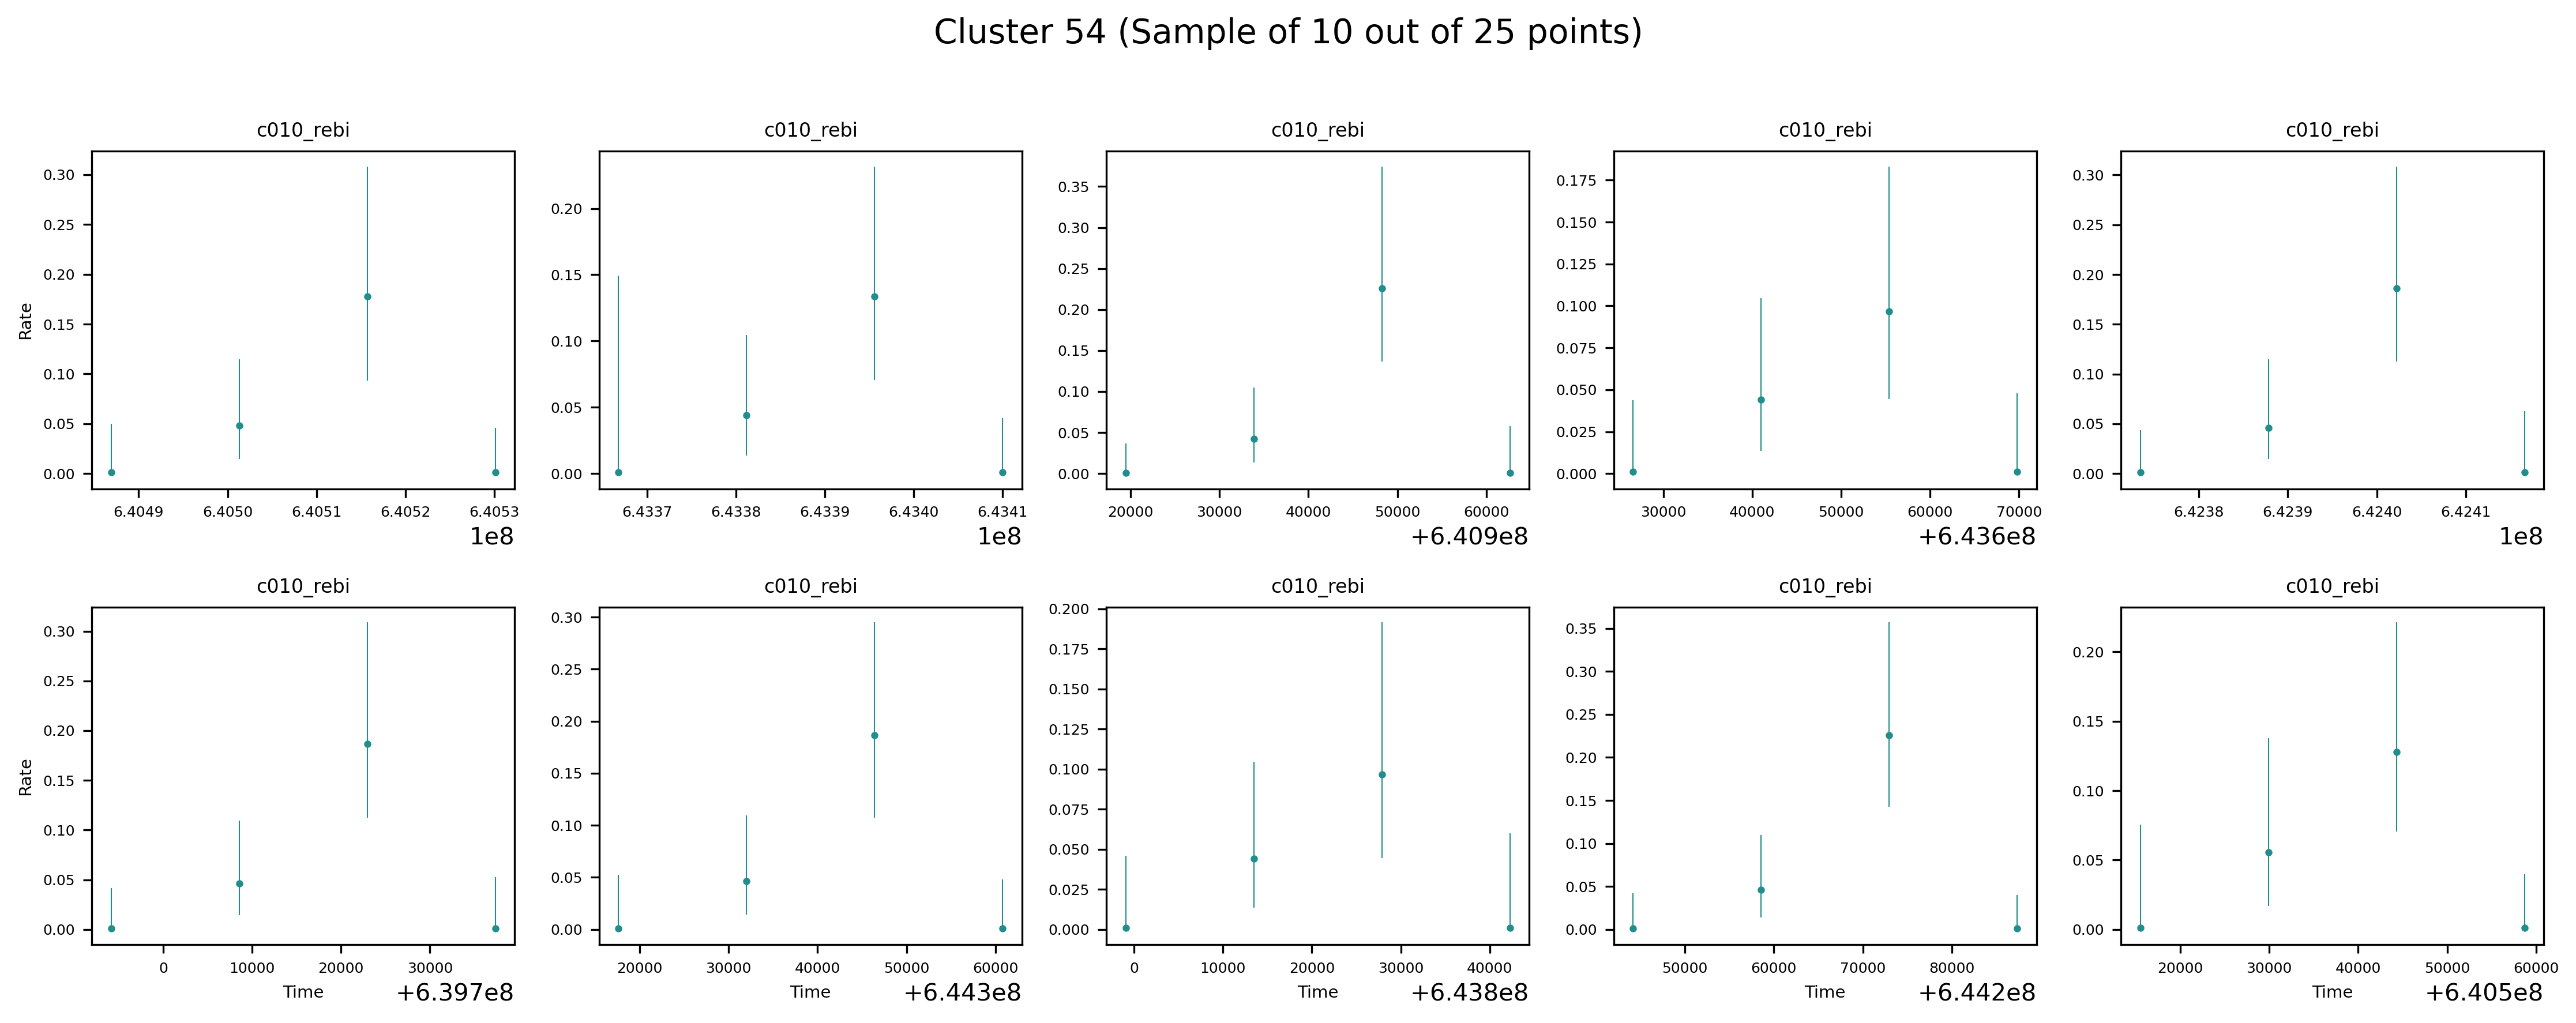 Cluster 54 (Sample of 10 out of 25 points)
c010_rebi
Rate
0.30
0.25
0.20
0.15
0.10
0.05
0.00
6.4049 6.4050 6.4051 6.4052 6.4053
1e8
c010_rebi
0.20
0.15
0.10
0.05
0.00
6.4337 6.4338 6.4339 6.4340 6.4341
1e8
c010_rebi
0.35
0.30
0.25
0.20
0.15
0.10
0.05
0.00
20000 30000 40000 50000 60000
+6.409e8
c010_rebi
0.175
0.150
0.125
0.100
0.075
0.050
0.025
0.000
30000 40000 50000 60000 70000
+6.436e8
c010_rebi
0.30
0.25
0.20
0.15
0.10
0.05
0.00
6.4238 6.4239 6.4240 6.4241
1e8
c010_rebi
Rate
0.30
0.25
0.20
0.15
0.10
0.05
0.00
0 10000 20000 30000
Time
+6.397e8
c010_rebi
0.30
0.25
0.20
0.15
0.10
0.05
0.00
20000 30000 40000 50000 60000
Time
+6.443e8
c010_rebi
0.200
0.175
0.150
0.125
0.100
0.075
0.050
0.025
0.000
0 10000 20000 30000 40000
Time
+6.438e8
c010_rebi
0.35
0.30
0.25
0.20
0.15
0.10
0.05
0.00
50000 60000 70000 80000
Time
+6.442e8
c010_rebi
0.20
0.15
0.10
0.05
0.00
20000 30000 40000 50000 60000
Time
+6.405e8